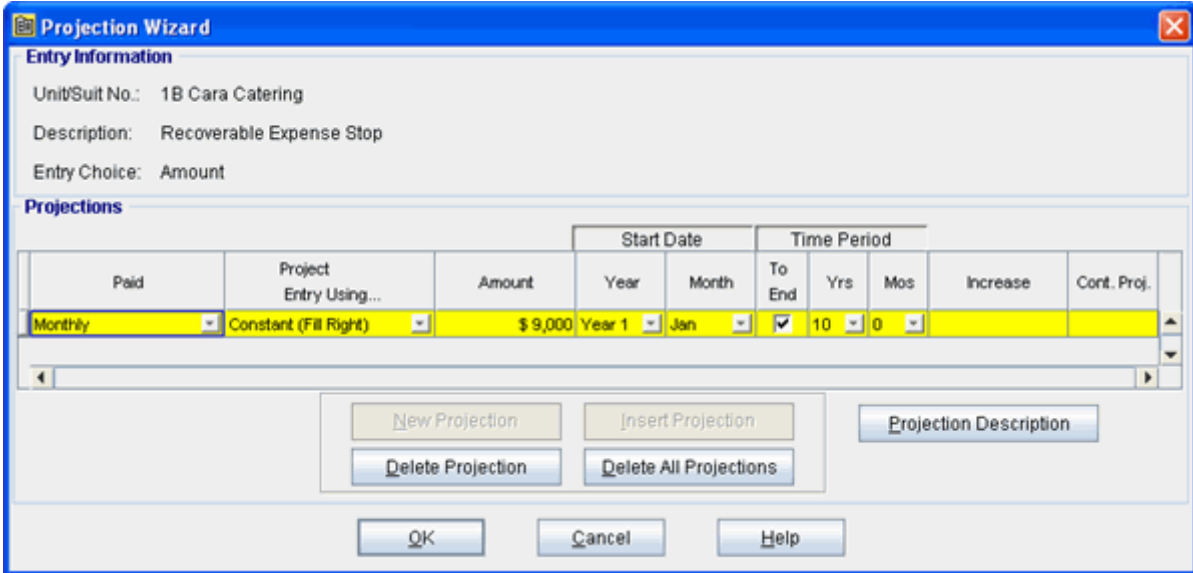 Projection Wizard
Entry Information
Unit/Suit No.: 1B Cara Catering
Description: Recoverable Expense Stop
Entry Choice: Amount
Projections
Start Date Time Period
Paid Project Entry Using... Amount Year Month To End Yrs Mos Increase Cont. Proj.
Monthly Constant (Fill Right) $ 9,000 Year 1 Jan 10 0
New Projection Insert Projection Projection Description
Delete Projection Delete All Projections
OK Cancel Help